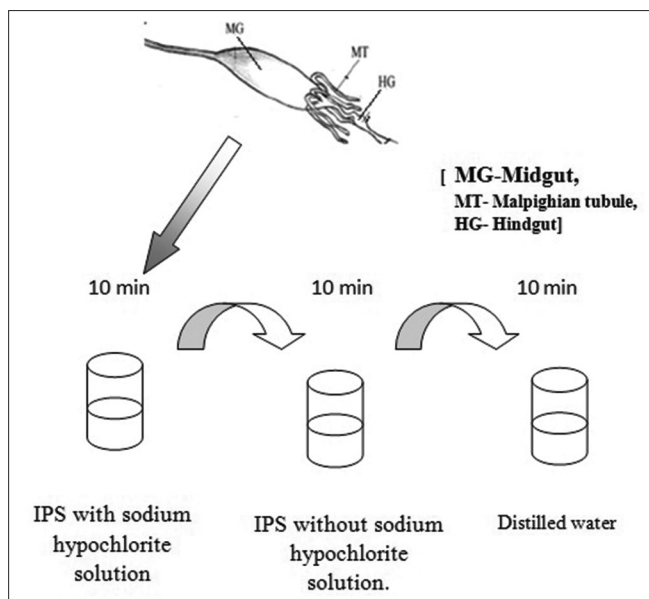 MG
MT
HG
[ MG-Midgut,
MT- Malpighian tubule,
HG- Hindgut]
10 min
10 min
10 min
IPS with sodium
hypochlorite
solution
IPS without sodium
hypochlorite
solution.
Distilled water